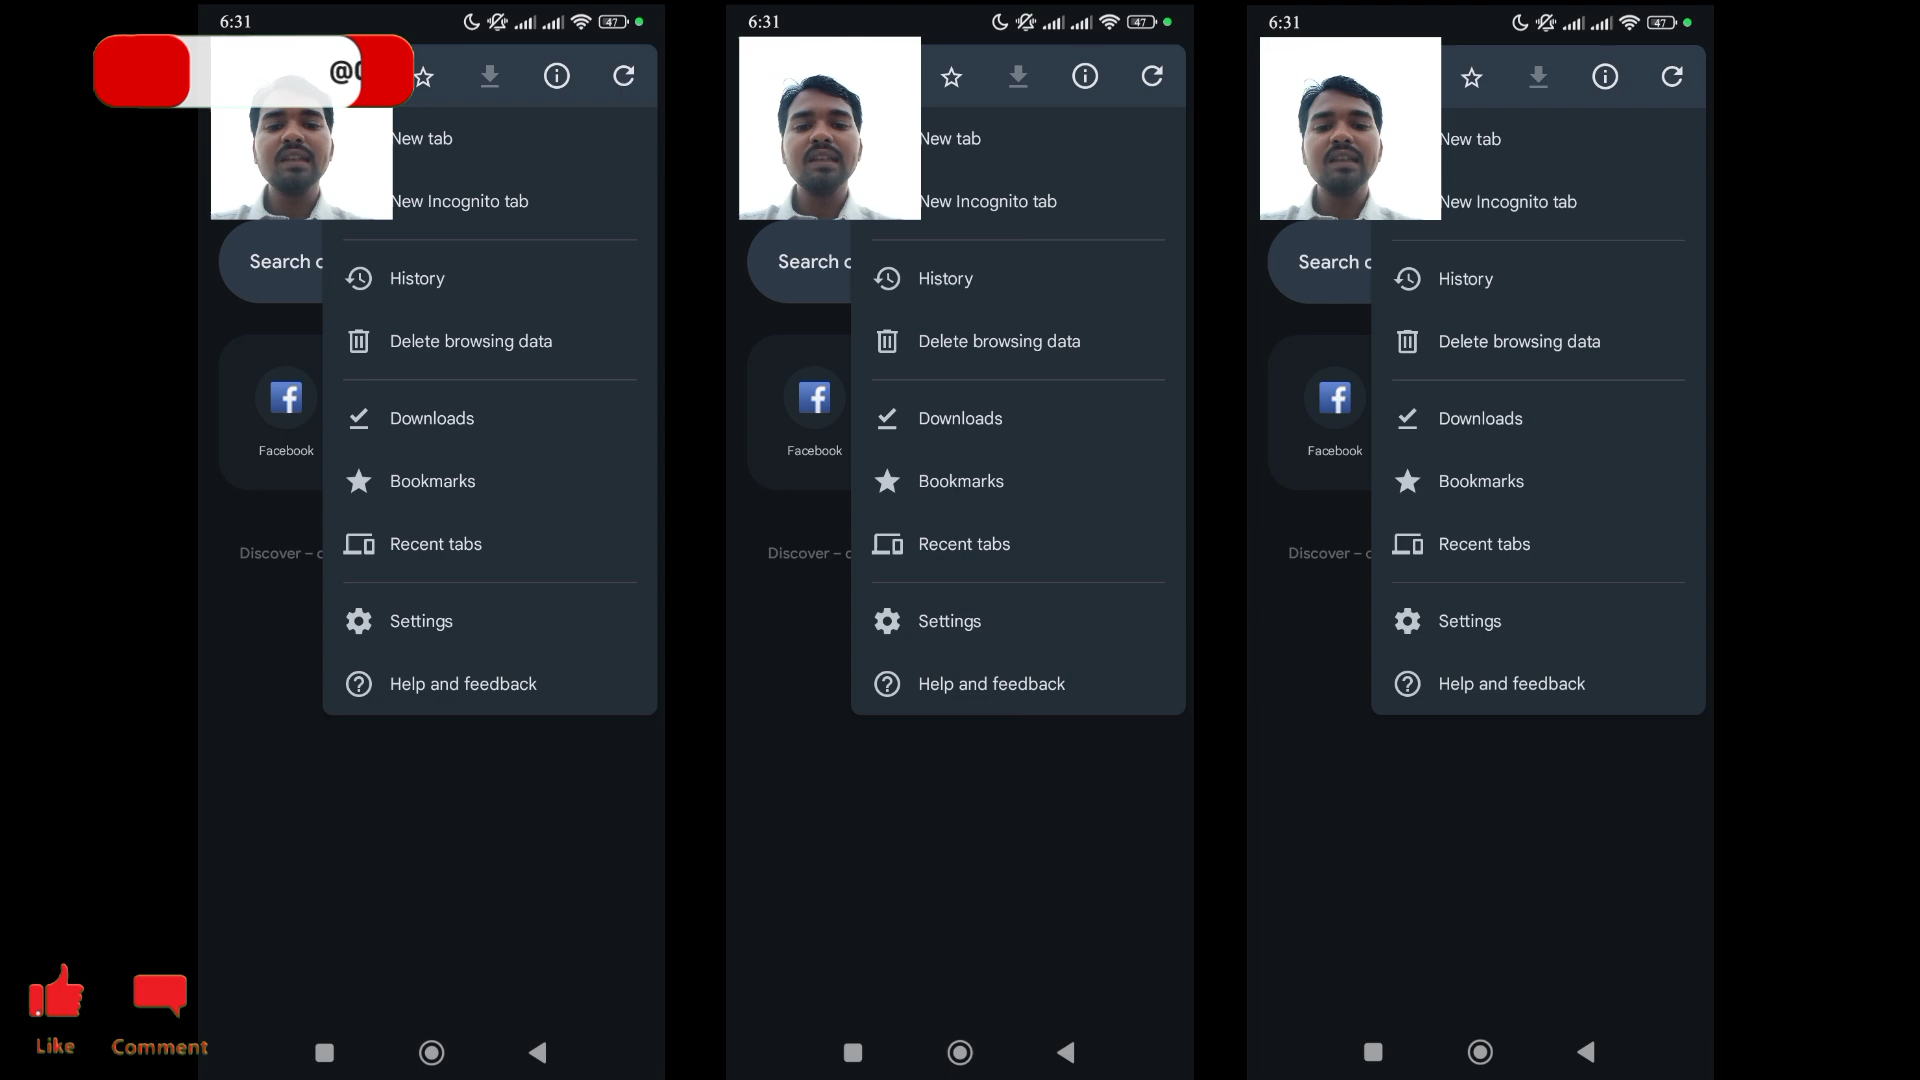 6:31
47
@
New tab
New Incognito tab
Search
History
Delete browsing data
Facebook
Downloads
Bookmarks
Recent tabs
Discover –
Settings
Help and feedback
6:31
47
New tab
New Incognito tab
Search
History
Delete browsing data
Facebook
Downloads
Bookmarks
Recent tabs
Discover –
Settings
Help and feedback
6:31
47
New tab
New Incognito tab
Search
History
Delete browsing data
Facebook
Downloads
Bookmarks
Recent tabs
Discover –
Settings
Help and feedback
Like
Comment